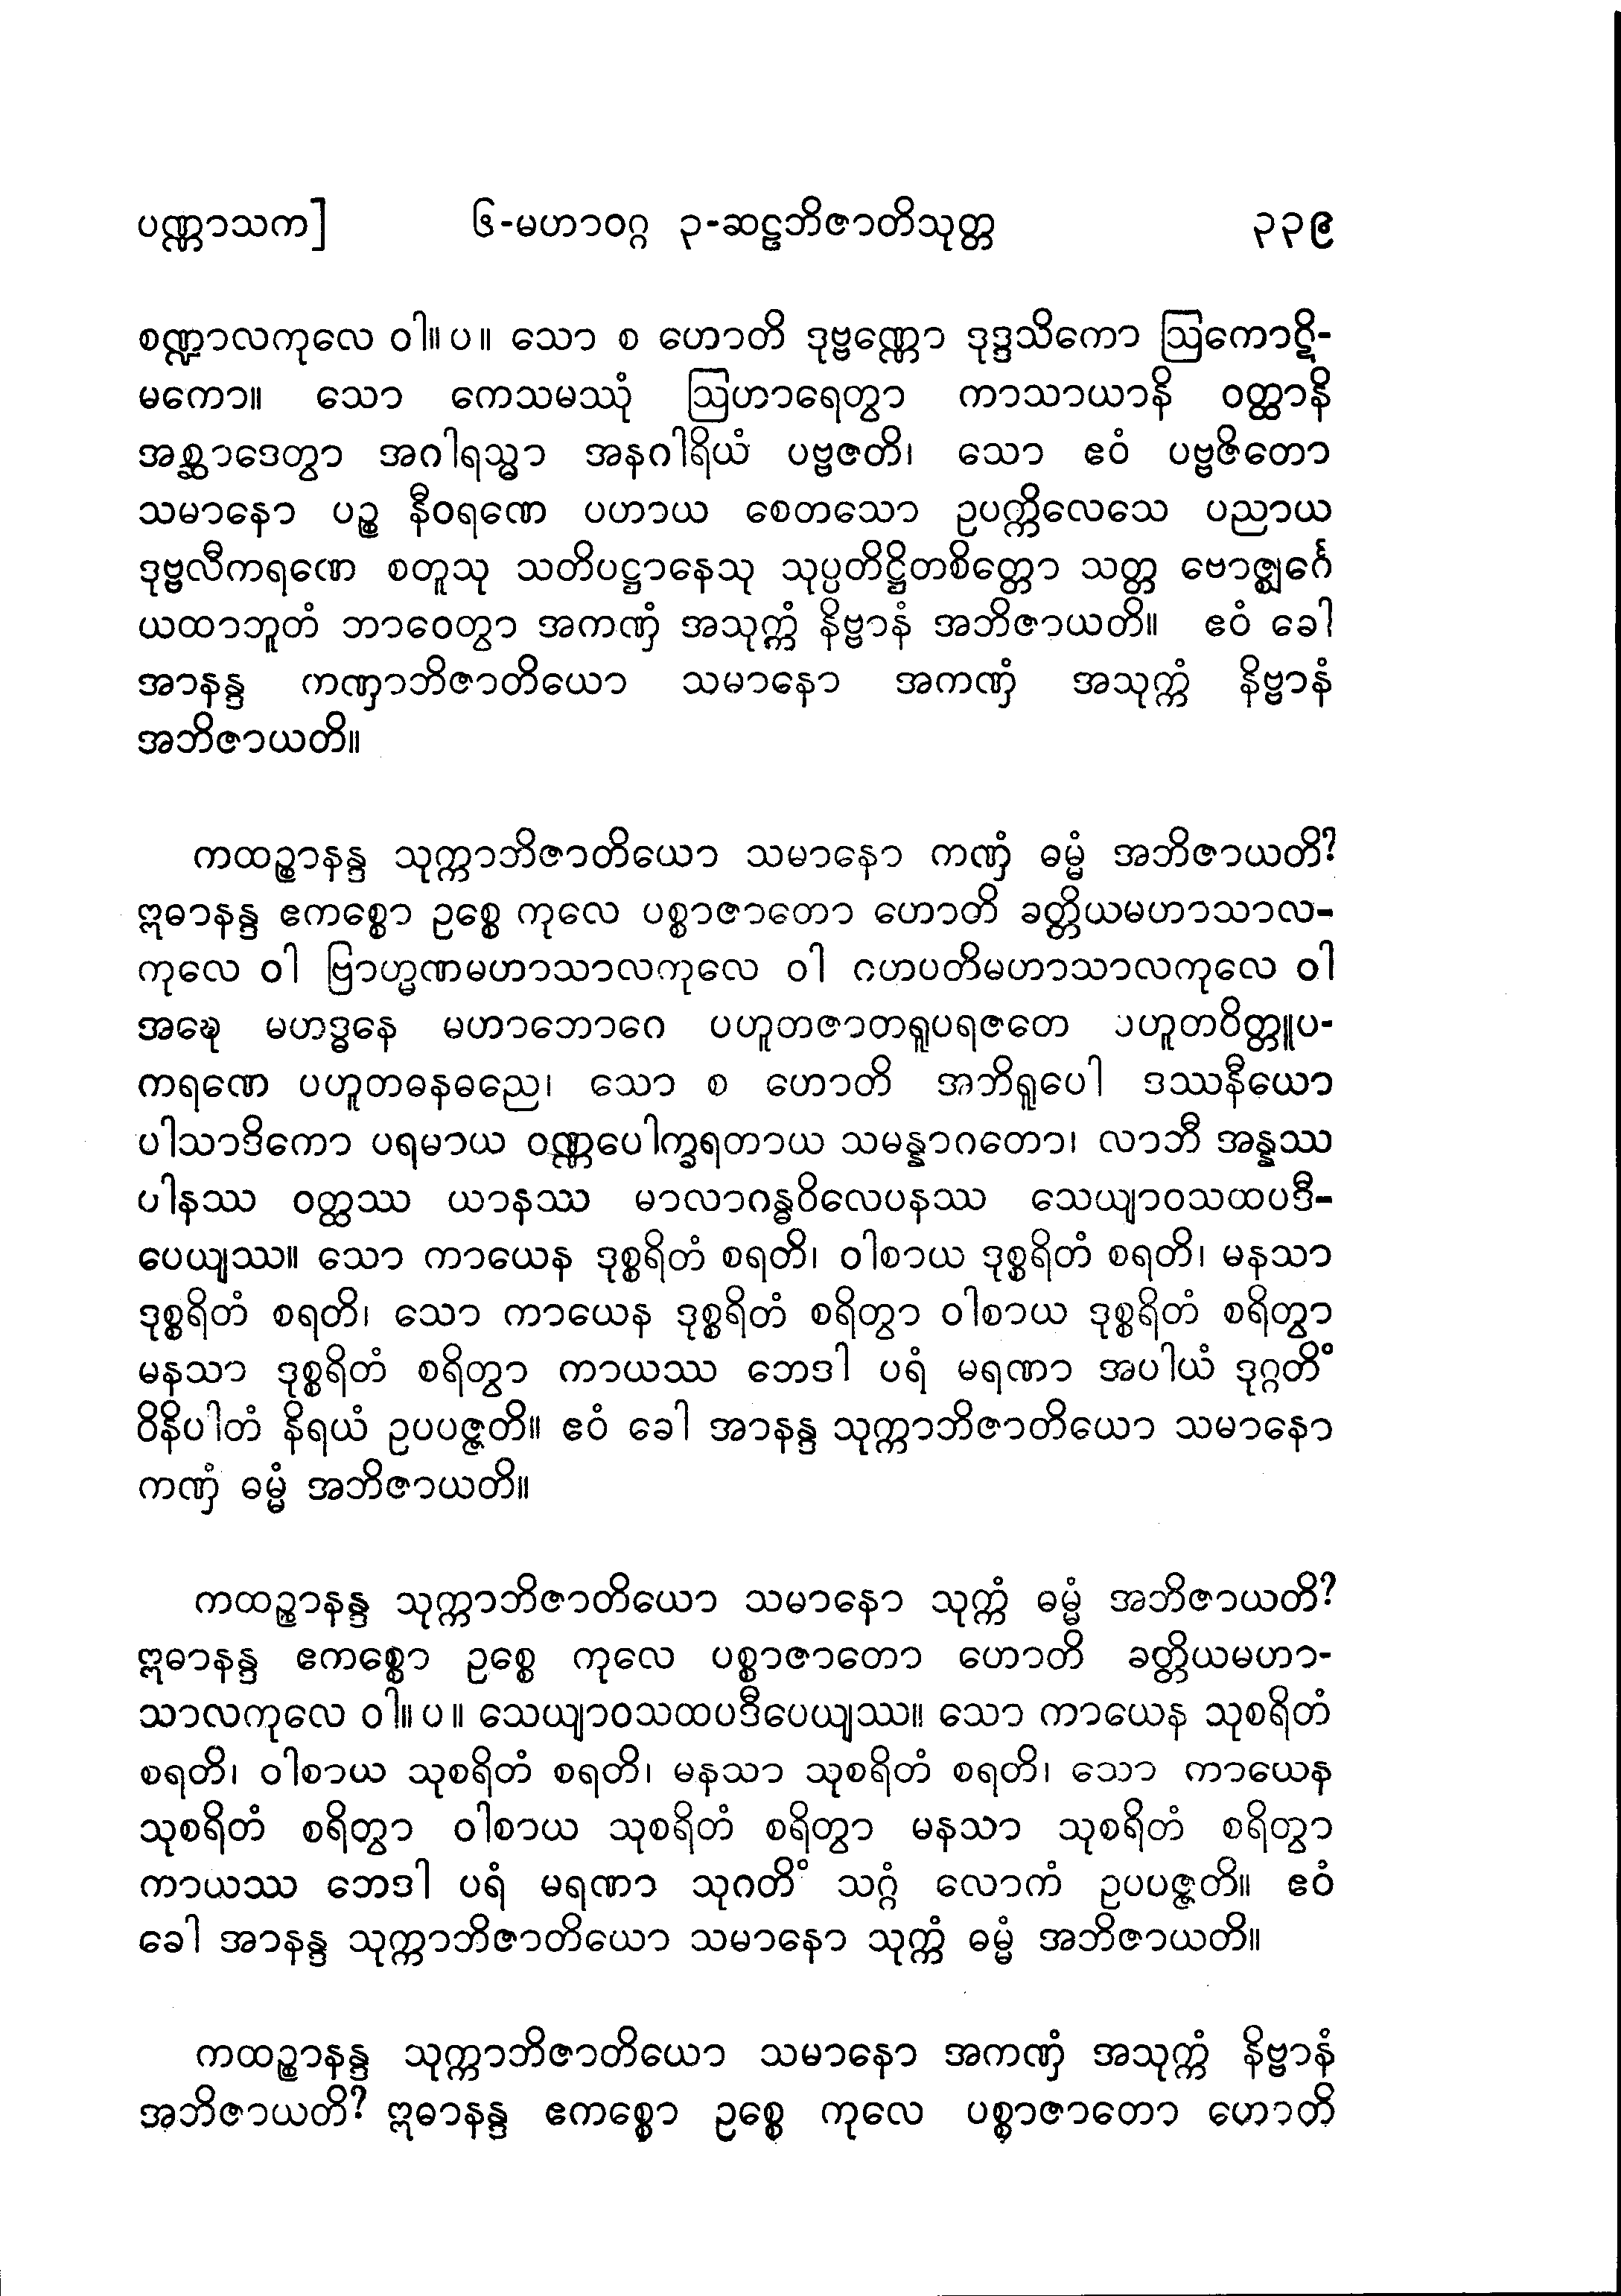 ပဏ္ဏာသက] ၆-မဟာဝဂ္ဂ ၃-ဆဠဘိဇာတိသုတ္တ ၃၃၉
စဏ္ဍာလကုလေ ဝါ။ ပ ။ သော စ ဟောတိ ဒုဗ္ဗဏ္ဏော ဒုဒ္ဒသိကော ဩကောဋိ-
မကော။ သော ကေသမဿုံ ဩဟာရေတွာ ကာသာယာနိ ဝတ္ထာနိ
အစ္ဆာဒေတွာ အဂါရသ္မာ အနဂါရိယံ ပဗ္ဗဇတိ၊ သော ဧဝံ ပဗ္ဗဇိတော
သမာနော ပဉ္စ နီဝရဏေ ပဟာယ စေတသော ဥပက္ကိလေသေ ပညာယ
ဒုဗ္ဗလီကရဏေ စတူသု သတိပဋ္ဌာနေသု သုပ္ပတိဋ္ဌိတစိတ္တော သတ္တ ဗောဇ္ဈင်္ဂေ
ယထာဘူတံ ဘာဝေတွာ အကဏှံ အသုက္ကံ နိဗ္ဗာနံ အဘိဇာယတိ။ ဧဝံ ခေါ
အာနန္ဒ ကဏှာဘိဇာတိယော သမာနော အကဏှံ အသုက္ကံ နိဗ္ဗာနံ
အဘိဇာယတိ။
ကထဉ္စာနန္ဒ သုက္ကာဘိဇာတိယော သမာနော ကဏှံ ဓမ္မံ အဘိဇာယတိ?
ဣဓာနန္ဒ ဧကစ္စော ဥစ္စေ ကုလေ ပစ္စာဇာတော ဟောတိ ခတ္တိယမဟာသာလ-
ကုလေ ဝါ ဗြာဟ္မဏမဟာသာလကုလေ ဝါ ဂဟပတိမဟာသာလကုလေ ဝါ
အဍ္ဎေ မဟဒ္ဓနေ မဟာဘောဂေ ပဟူတဇာတရူပရဇတေ ပဟူတဝိတ္တူပ-
ကရဏေ ပဟူတဓနဓညေ၊ သော စ ဟောတိ အဘိရူပေါ ဒဿနီယော
ပါသာဒိကော ပရမာယ ဝဏ္ဏပေါက္ခရတာယ သမန္နာဂတော၊ လာဘီ အန္နဿ
ပါနဿ ဝတ္ထဿ ယာနဿ မာလာဂန္ဓဝိလေပနဿ သေယျာဝသထပဒီ-
ပေယျဿ။ သော ကာယေန ဒုစ္စရိတံ စရတိ၊ ဝါစာယ ဒုစ္စရိတံ စရတိ၊ မနသာ
ဒုစ္စရိတံ စရတိ၊ သော ကာယေန ဒုစ္စရိတံ စရိတွာ ဝါစာယ ဒုစ္စရိတံ စရိတွာ
မနသာ ဒုစ္စရိတံ စရိတွာ ကာယဿ ဘေဒါ ပရံ မရဏာ အပါယံ ဒုဂ္ဂတိံ
ဝိနိပါတံ နိရယံ ဥပပဇ္ဇတိ။ ဧဝံ ခေါ အာနန္ဒ သုက္ကာဘိဇာတိယော သမာနော
ကဏှံ ဓမ္မံ အဘိဇာယတိ။
ကထဉ္စာနန္ဒ သုက္ကာဘိဇာတိယော သမာနော သုက္ကံ ဓမ္မံ အဘိဇာယတိ?
ဣဓာနန္ဒ ဧကစ္စော ဥစ္စေ ကုလေ ပစ္စာဇာတော ဟောတိ ခတ္တိယမဟာ-
သာလကုလေ ဝါ။ ပ ။ သေယျာဝသထပဒီပေယျဿ။ သော ကာယေန သုစရိတံ
စရတိ၊ ဝါစာယ သုစရိတံ စရတိ၊ မနသာ သုစရိတံ စရတိ၊ သော ကာယေန
သုစရိတံ စရိတွာ ဝါစာယ သုစရိတံ စရိတွာ မနသာ သုစရိတံ စရိတွာ
ကာယဿ ဘေဒါ ပရံ မရဏာ သုဂတိံ သဂ္ဂံ လောကံ ဥပပဇ္ဇတိ။ ဧဝံ
ခေါ အာနန္ဒ သုက္ကာဘိဇာတိယော သမာနော သုက္ကံ ဓမ္မံ အဘိဇာယတိ။
ကထဉ္စာနန္ဒ သုက္ကာဘိဇာတိယော သမာနော အကဏှံ အသုက္ကံ နိဗ္ဗာနံ
အဘိဇာယတိ? ဣဓာနန္ဒ ဧကစ္စော ဥစ္စေ ကုလေ ပစ္စာဇာတော ဟောတိ